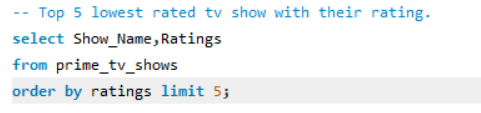 -- Top 5 lowest rated tv show with their rating.
select Show_Name,Ratings
from prime_tv_shows
order by ratings limit 5;